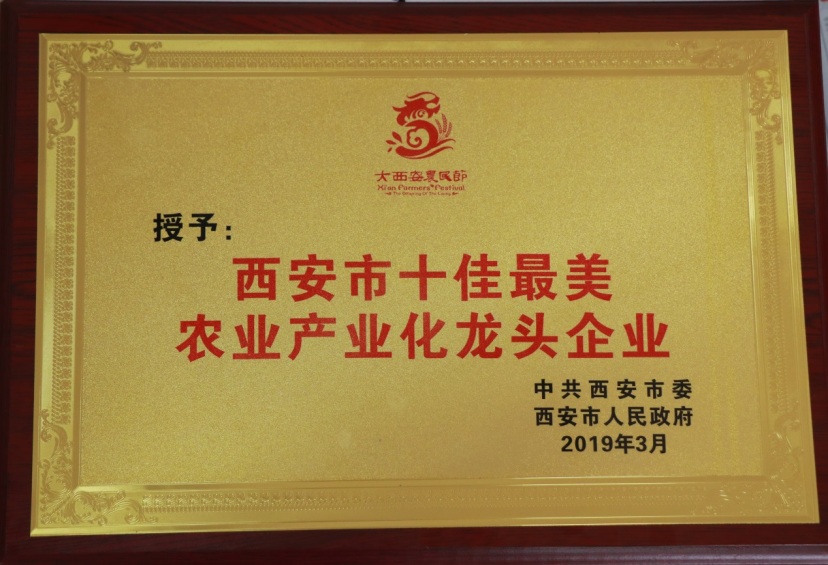 大西安農民節
Xi'an Farmers' Festival
授予：
西安市十佳最美
农业产业化龙头企业
中共西安市委
西安市人民政府
2019年3月